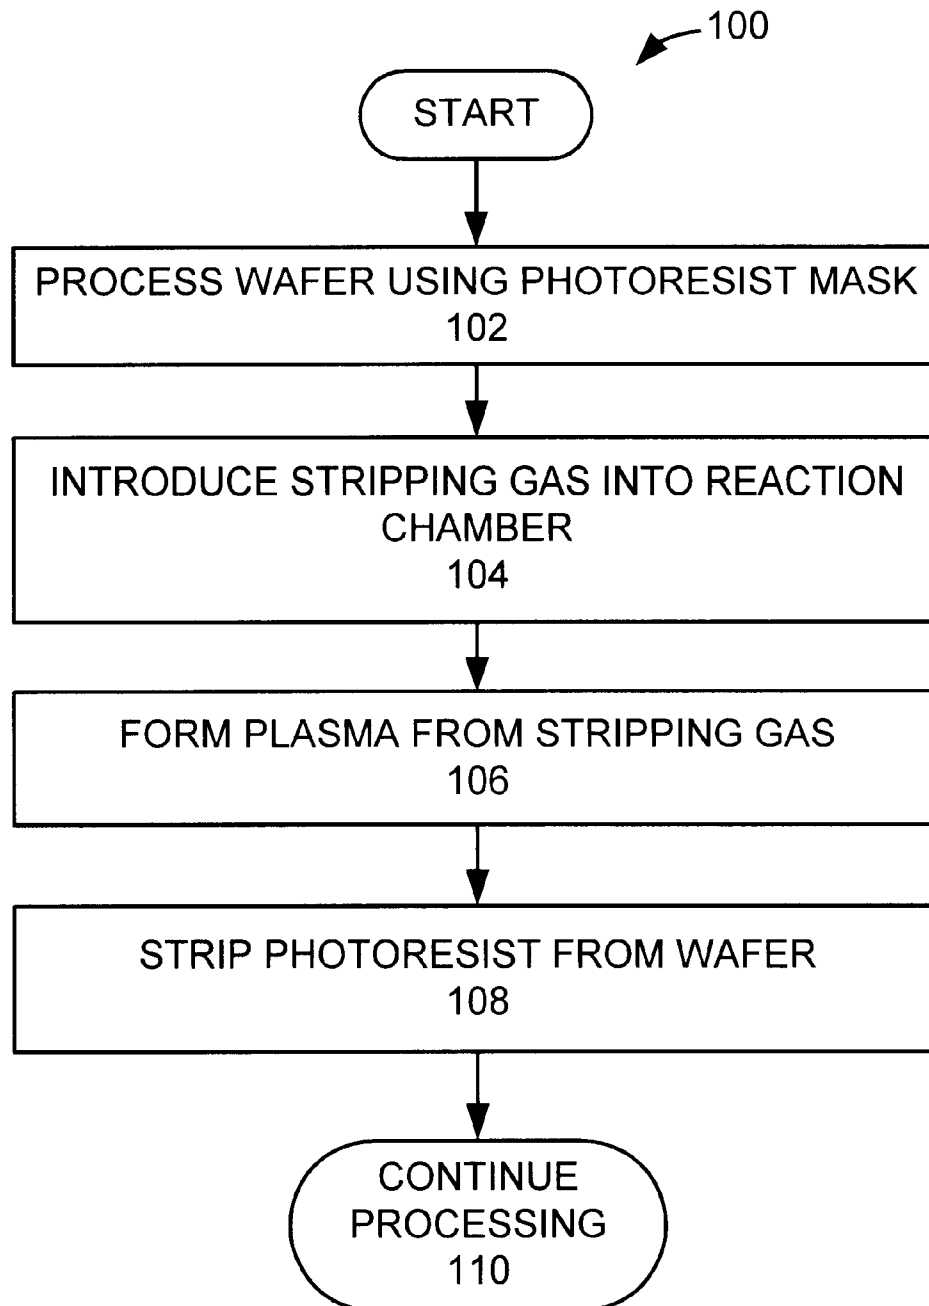 100
START
PROCESS WAFER USING PHOTORESIST MASK
102
INTRODUCE STRIPPING GAS INTO REACTION
CHAMBER
104
FORM PLASMA FROM STRIPPING GAS
106
STRIP PHOTORESIST FROM WAFER
108
CONTINUE
PROCESSING
110